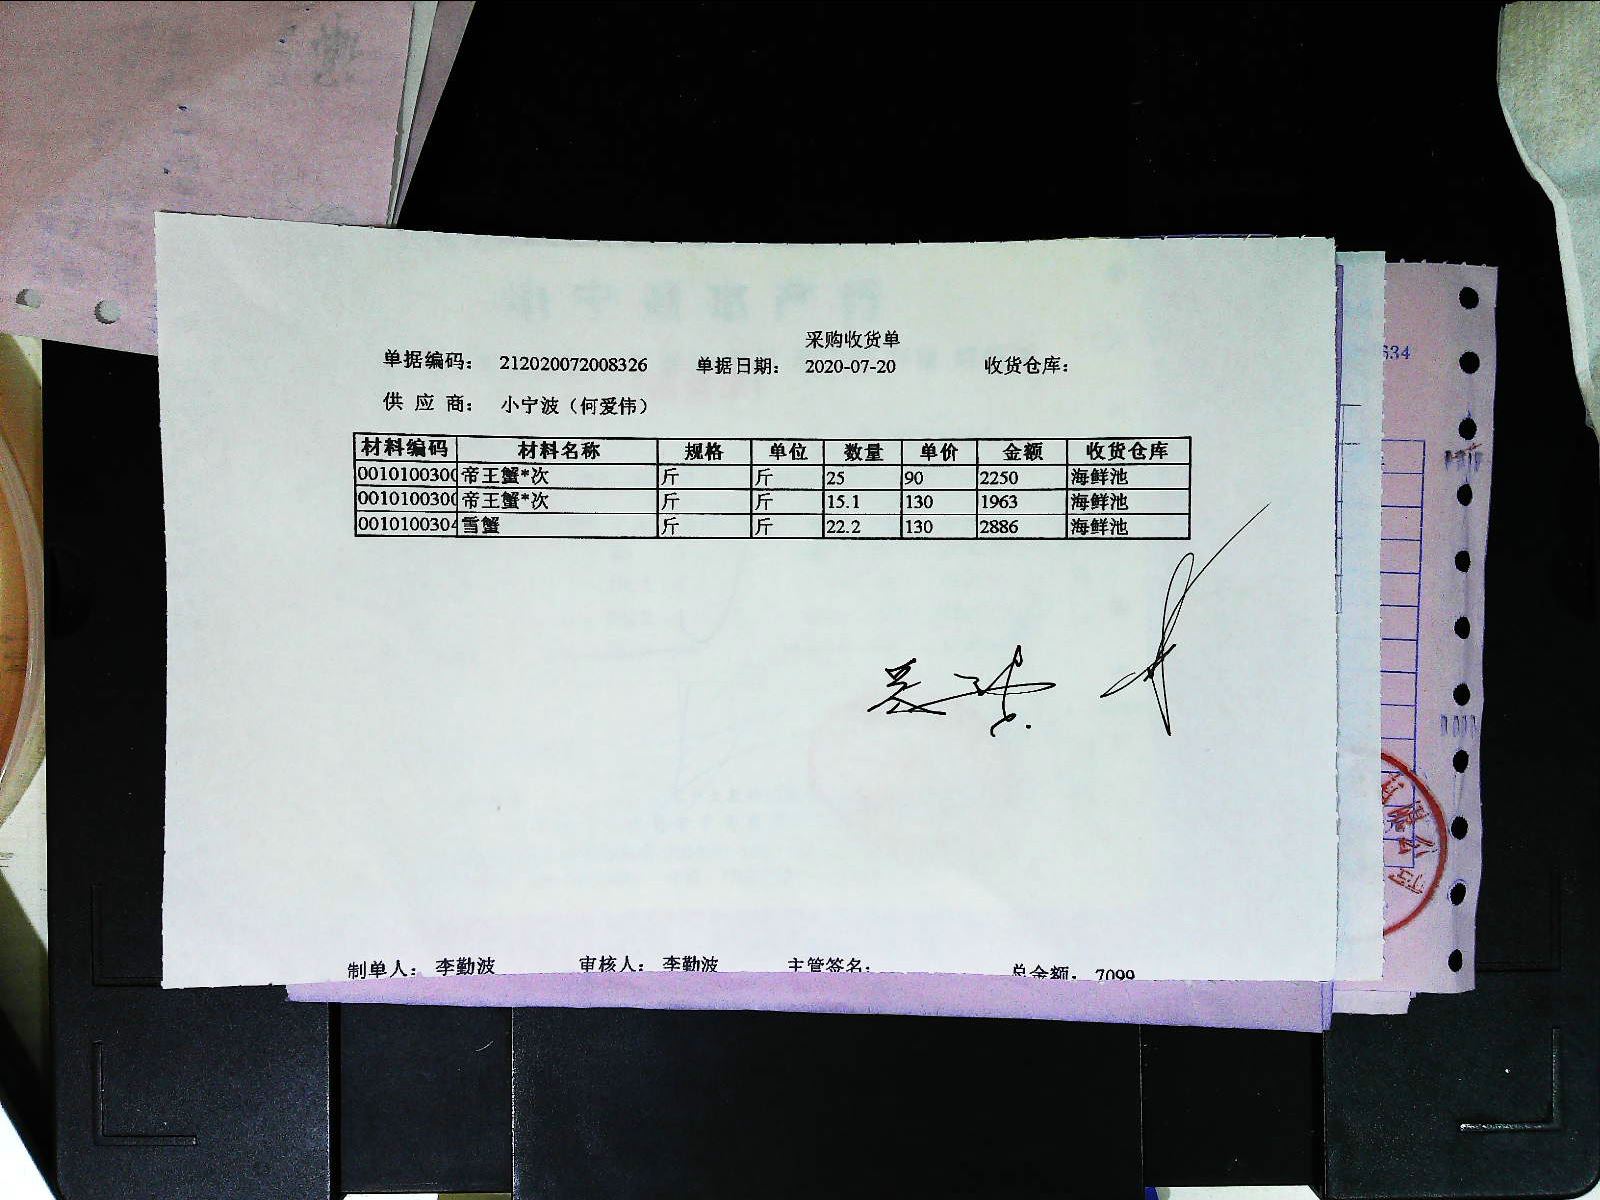 采购收货单
单据编码： 212020072008326 单据日期： 2020-07-20 收货仓库：
供 应 商： 小宁波（何爱伟）
材料编码 材料名称 规格 单位 数量 单价 金额 收货仓库
0010100300 帝王蟹*次 斤 斤 25 90 2250 海鲜池
0010100300 帝王蟹*次 斤 斤 15.1 130 1963 海鲜池
0010100304 雪蟹 斤 斤 22.2 130 2886 海鲜池
制单人： 李勤波 审核人： 李勤波 主管签名： 总金额： 7099
634